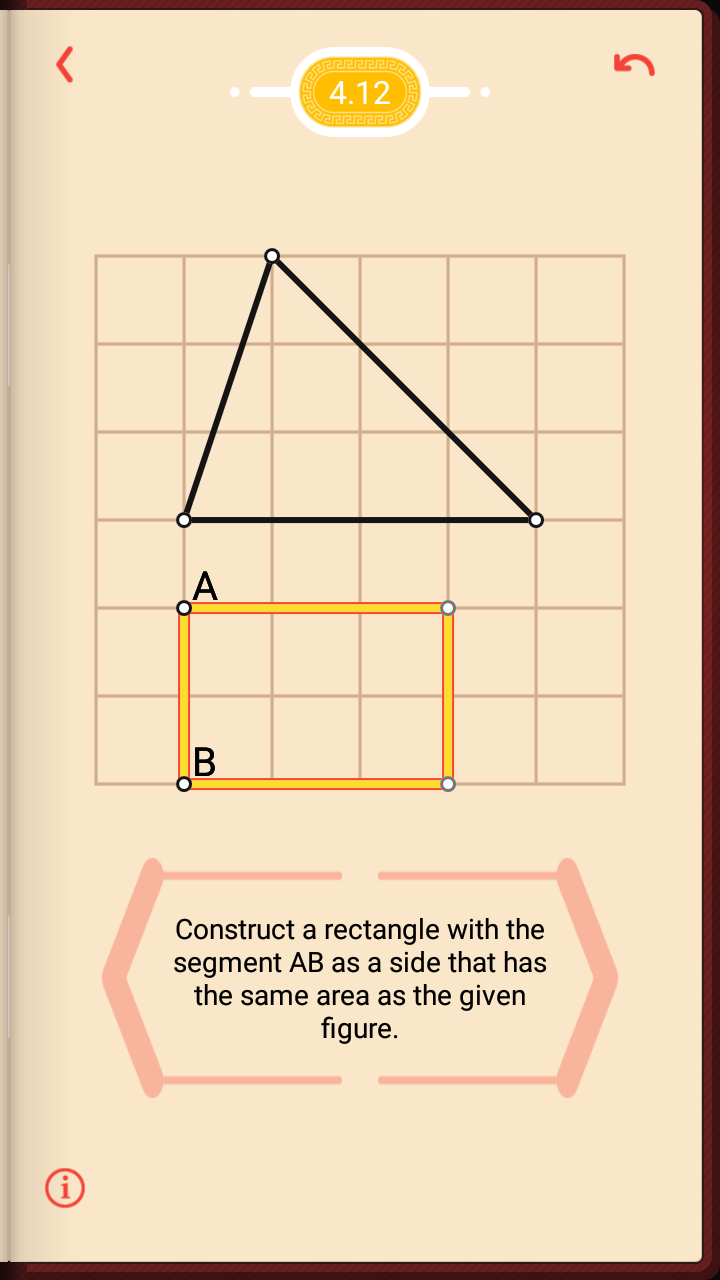 4.12
A
B
Construct a rectangle with the
segment AB as a side that has
the same area as the given
figure.
i